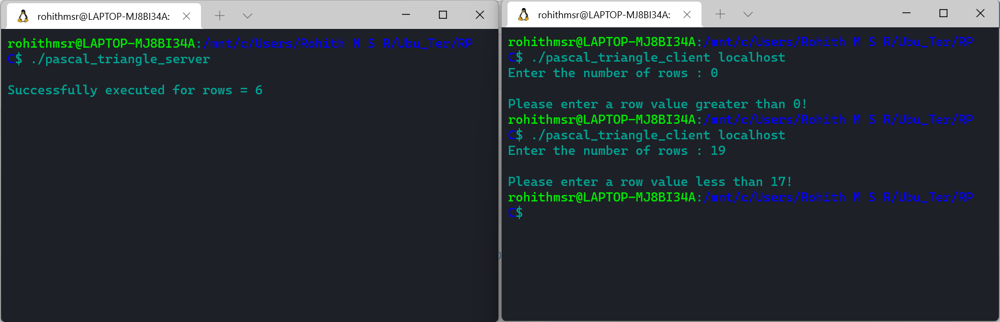 rohithmsr@LAPTOP-MJ8BI34A:
rohithmsr@LAPTOP-MJ8BI34A:/mnt/c/Users/Rohith M S R/Ubu_Ter/RP
C$ ./pascal_triangle_server
Successfully executed for rows = 6
rohithmsr@LAPTOP-MJ8BI34A:
rohithmsr@LAPTOP-MJ8BI34A:/mnt/c/Users/Rohith M S R/Ubu_Ter/RP
C$ ./pascal_triangle_client localhost
Enter the number of rows : 0
Please enter a row value greater than 0!
rohithmsr@LAPTOP-MJ8BI34A:/mnt/c/Users/Rohith M S R/Ubu_Ter/RP
C$ ./pascal_triangle_client localhost
Enter the number of rows : 19
Please enter a row value less than 17!
rohithmsr@LAPTOP-MJ8BI34A:/mnt/c/Users/Rohith M S R/Ubu_Ter/RP
C$